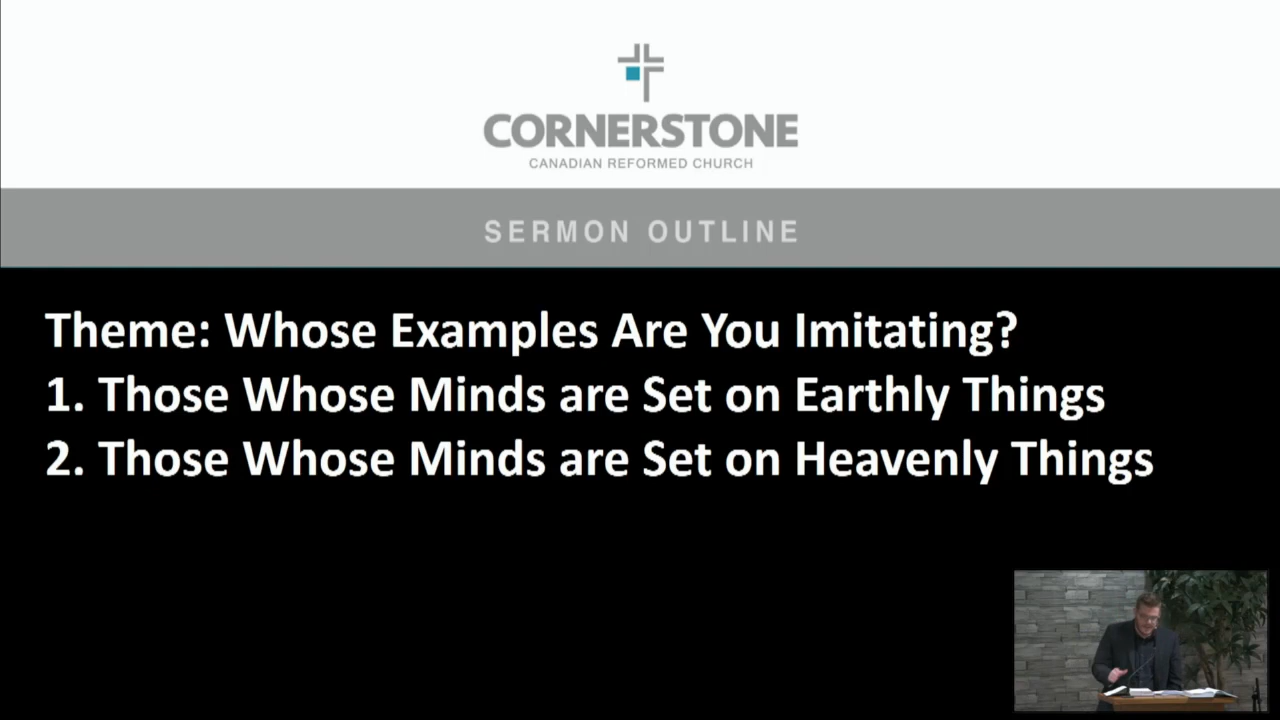 CORNERSTONE
CANADIAN REFORMED CHURCH
SERMON OUTLINE
Theme: Whose Examples Are You Imitating?
1. Those Whose Minds are Set on Earthly Things
2. Those Whose Minds are Set on Heavenly Things